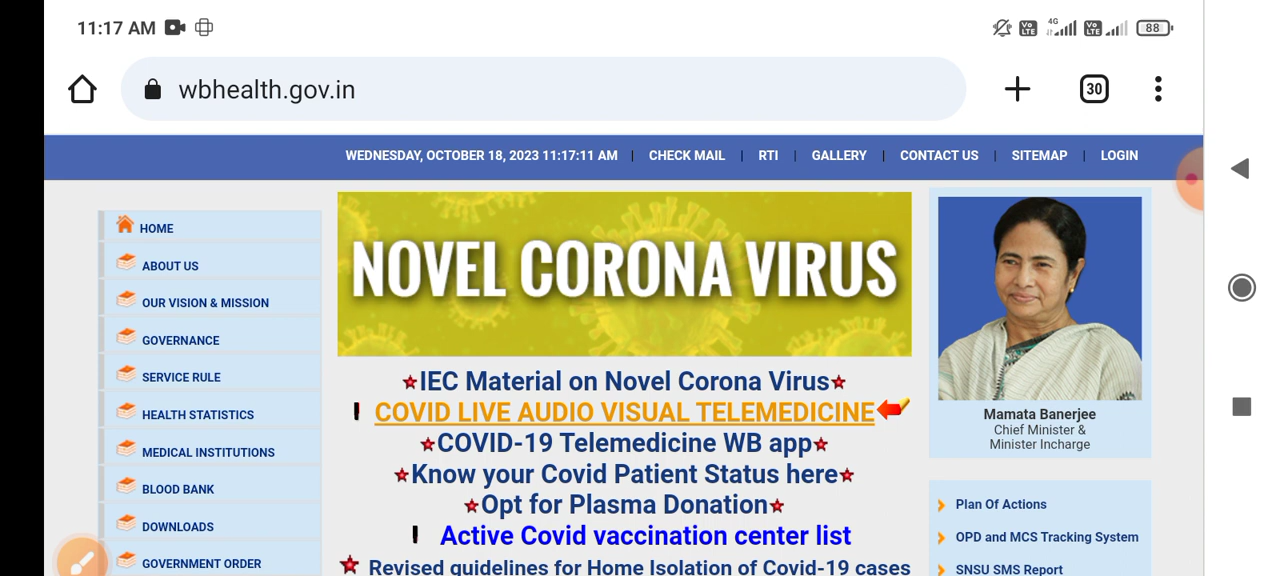 11:17 AM
Vo LTE 4G Vo LTE 88
wbhealth.gov.in
30
WEDNESDAY, OCTOBER 18, 2023 11:17:11 AM | CHECK MAIL | RTI | GALLERY | CONTACT US | SITEMAP | LOGIN
HOME
ABOUT US
OUR VISION & MISSION
GOVERNANCE
SERVICE RULE
HEALTH STATISTICS
MEDICAL INSTITUTIONS
BLOOD BANK
DOWNLOADS
GOVERNMENT ORDER
NOVEL CORONA VIRUS
IEC Material on Novel Corona Virus
COVID LIVE AUDIO VISUAL TELEMEDICINE
COVID-19 Telemedicine WB app
Know your Covid Patient Status here
Opt for Plasma Donation
Active Covid vaccination center list
Revised guidelines for Home Isolation of Covid-19 cases
Mamata Banerjee
Chief Minister &
Minister Incharge
Plan Of Actions
OPD and MCS Tracking System
SNSU SMS Report